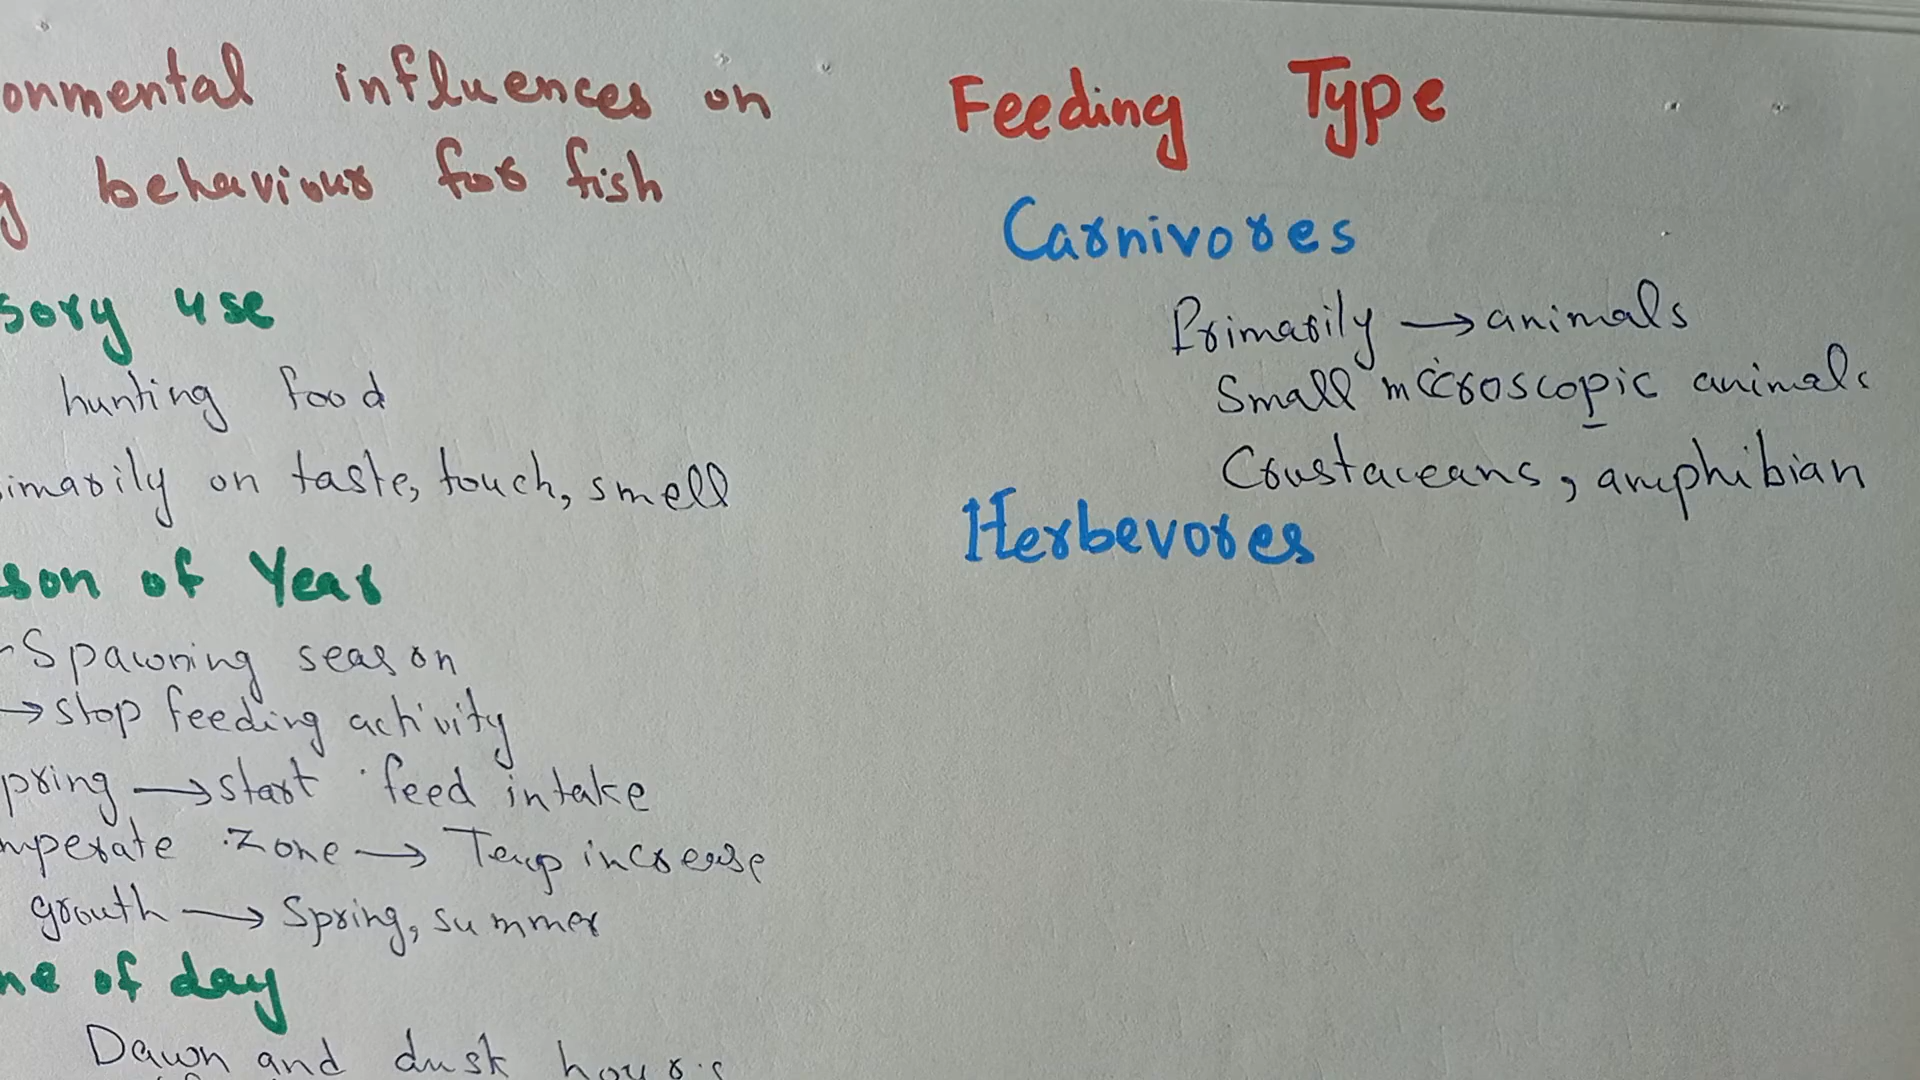 onmental influences on
g behaviour for fish
sory use
hunting food
imarily on taste, touch, smell
son of Year
Spawning season
→ stop feeding activity
pring → start feed intake
mperate zone → Temp increase
growth → Spring, summer
me of day
Dawn and dusk hours
Feeding Type
Carnivores
Primarily → animals
Small microscopic animals
Crustaceans, amphibian
Herbevores